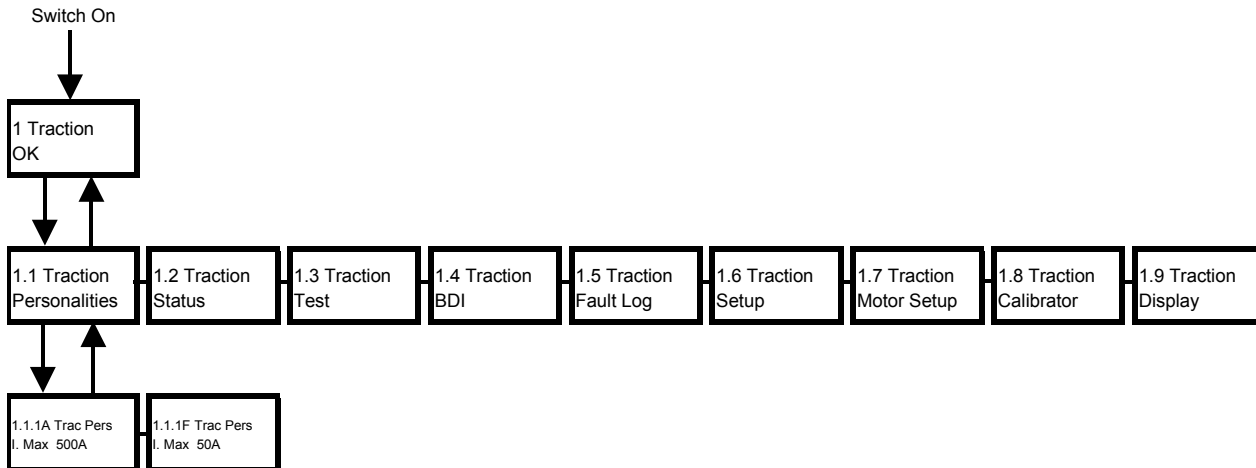 Switch On
1 Traction
OK
1.1 Traction
Personalities
1.2 Traction
Status
1.3 Traction
Test
1.4 Traction
BDI
1.5 Traction
Fault Log
1.6 Traction
Setup
1.7 Traction
Motor Setup
1.8 Traction
Calibrator
1.9 Traction
Display
1.1.1A Trac Pers
I. Max 500A
1.1.1F Trac Pers
I. Max 50A